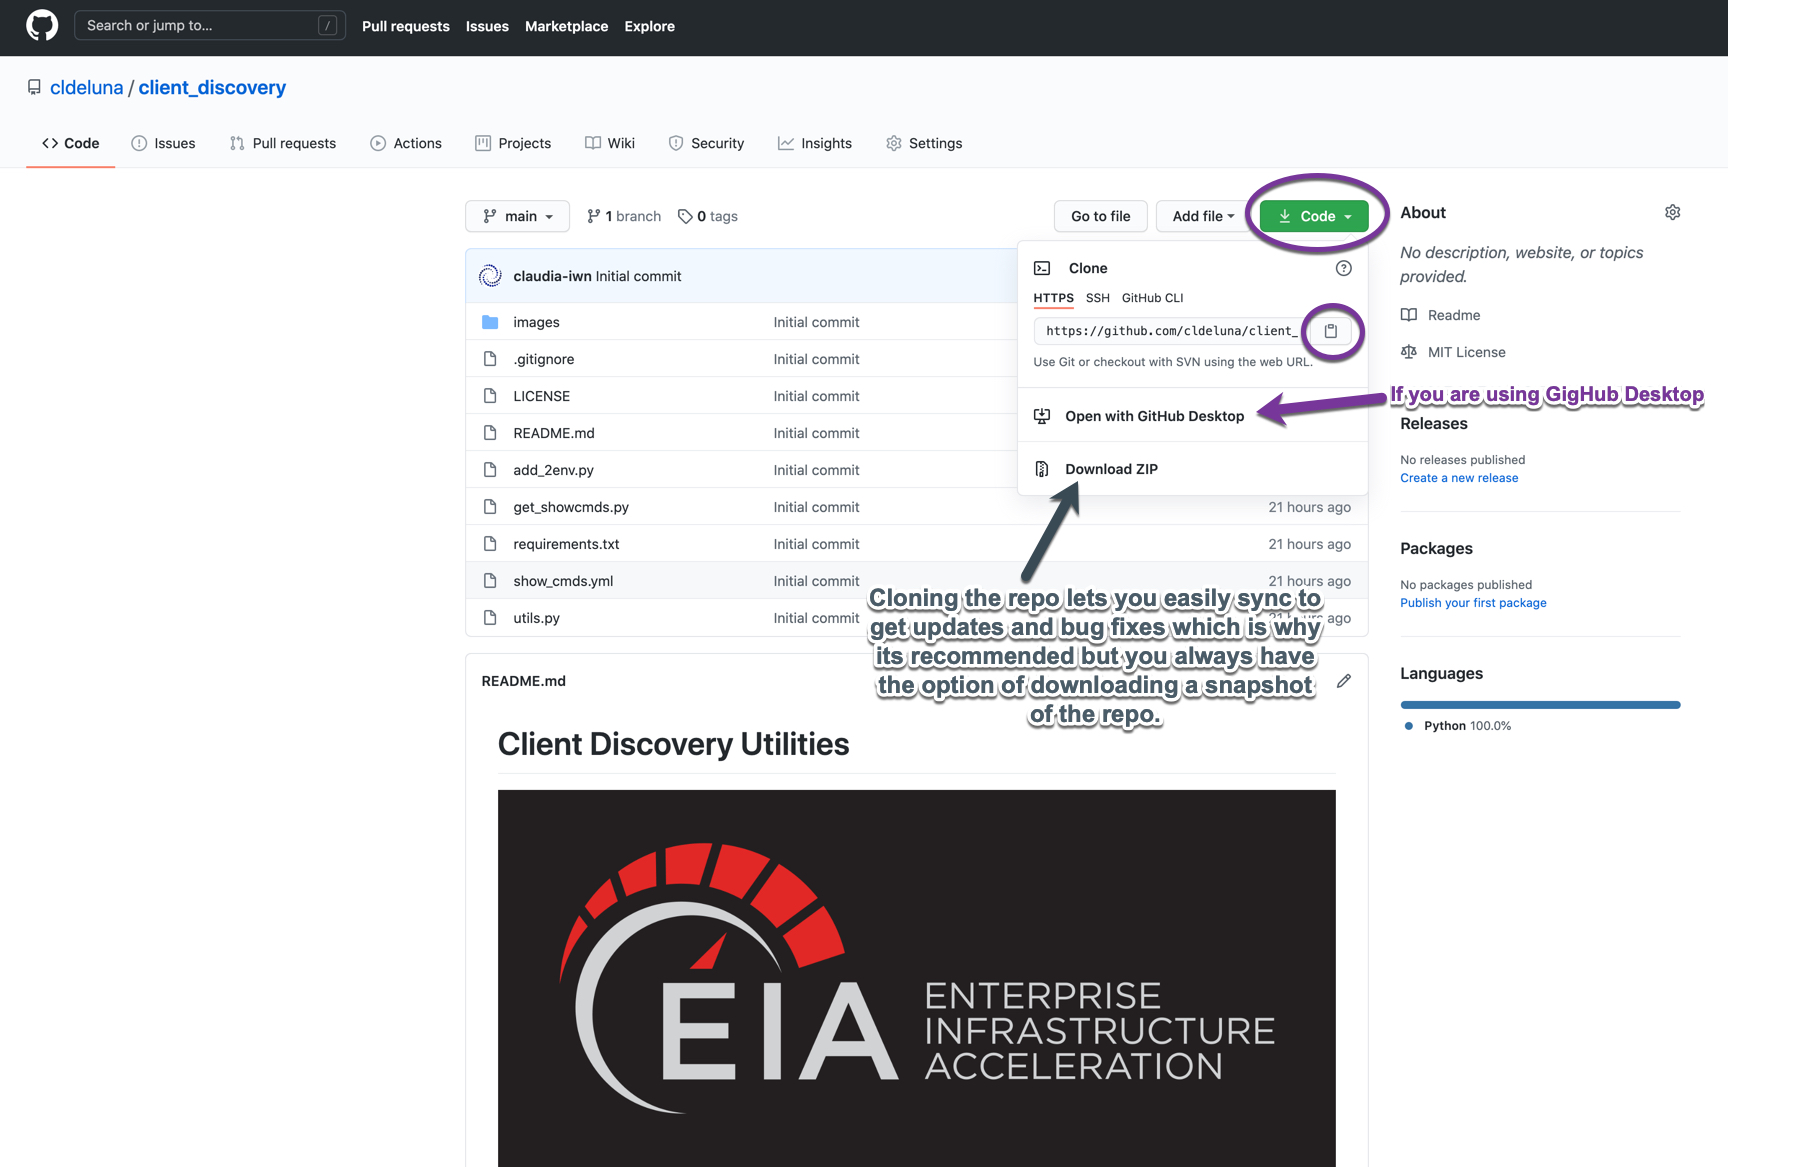 Search or jump to... /
Pull requests Issues Marketplace Explore
cldeluna / client_discovery
<> Code Issues Pull requests Actions Projects Wiki Security Insights Settings
main 1 branch 0 tags Go to file Add file Code
claudia-iwn Initial commit
images Initial commit
.gitignore Initial commit
LICENSE Initial commit
README.md Initial commit
add_2env.py Initial commit
get_showcmds.py Initial commit 21 hours ago
requirements.txt Initial commit 21 hours ago
show_cmds.yml Initial commit 21 hours ago
utils.py Initial commit 21 hours ago
Clone
HTTPS SSH GitHub CLI
https://github.com/cldeluna/client_
Use Git or checkout with SVN using the web URL.
Open with GitHub Desktop
Download ZIP
If you are using GigHub Desktop
Cloning the repo lets you easily sync to
get updates and bug fixes which is why
its recommended but you always have
the option of downloading a snapshot
of the repo.
About
No description, website, or topics
provided.
Readme
MIT License
Releases
No releases published
Create a new release
Packages
No packages published
Publish your first package
Languages
Python 100.0%
README.md
Client Discovery Utilities
EIA
ENTERPRISE
INFRASTRUCTURE
ACCELERATION